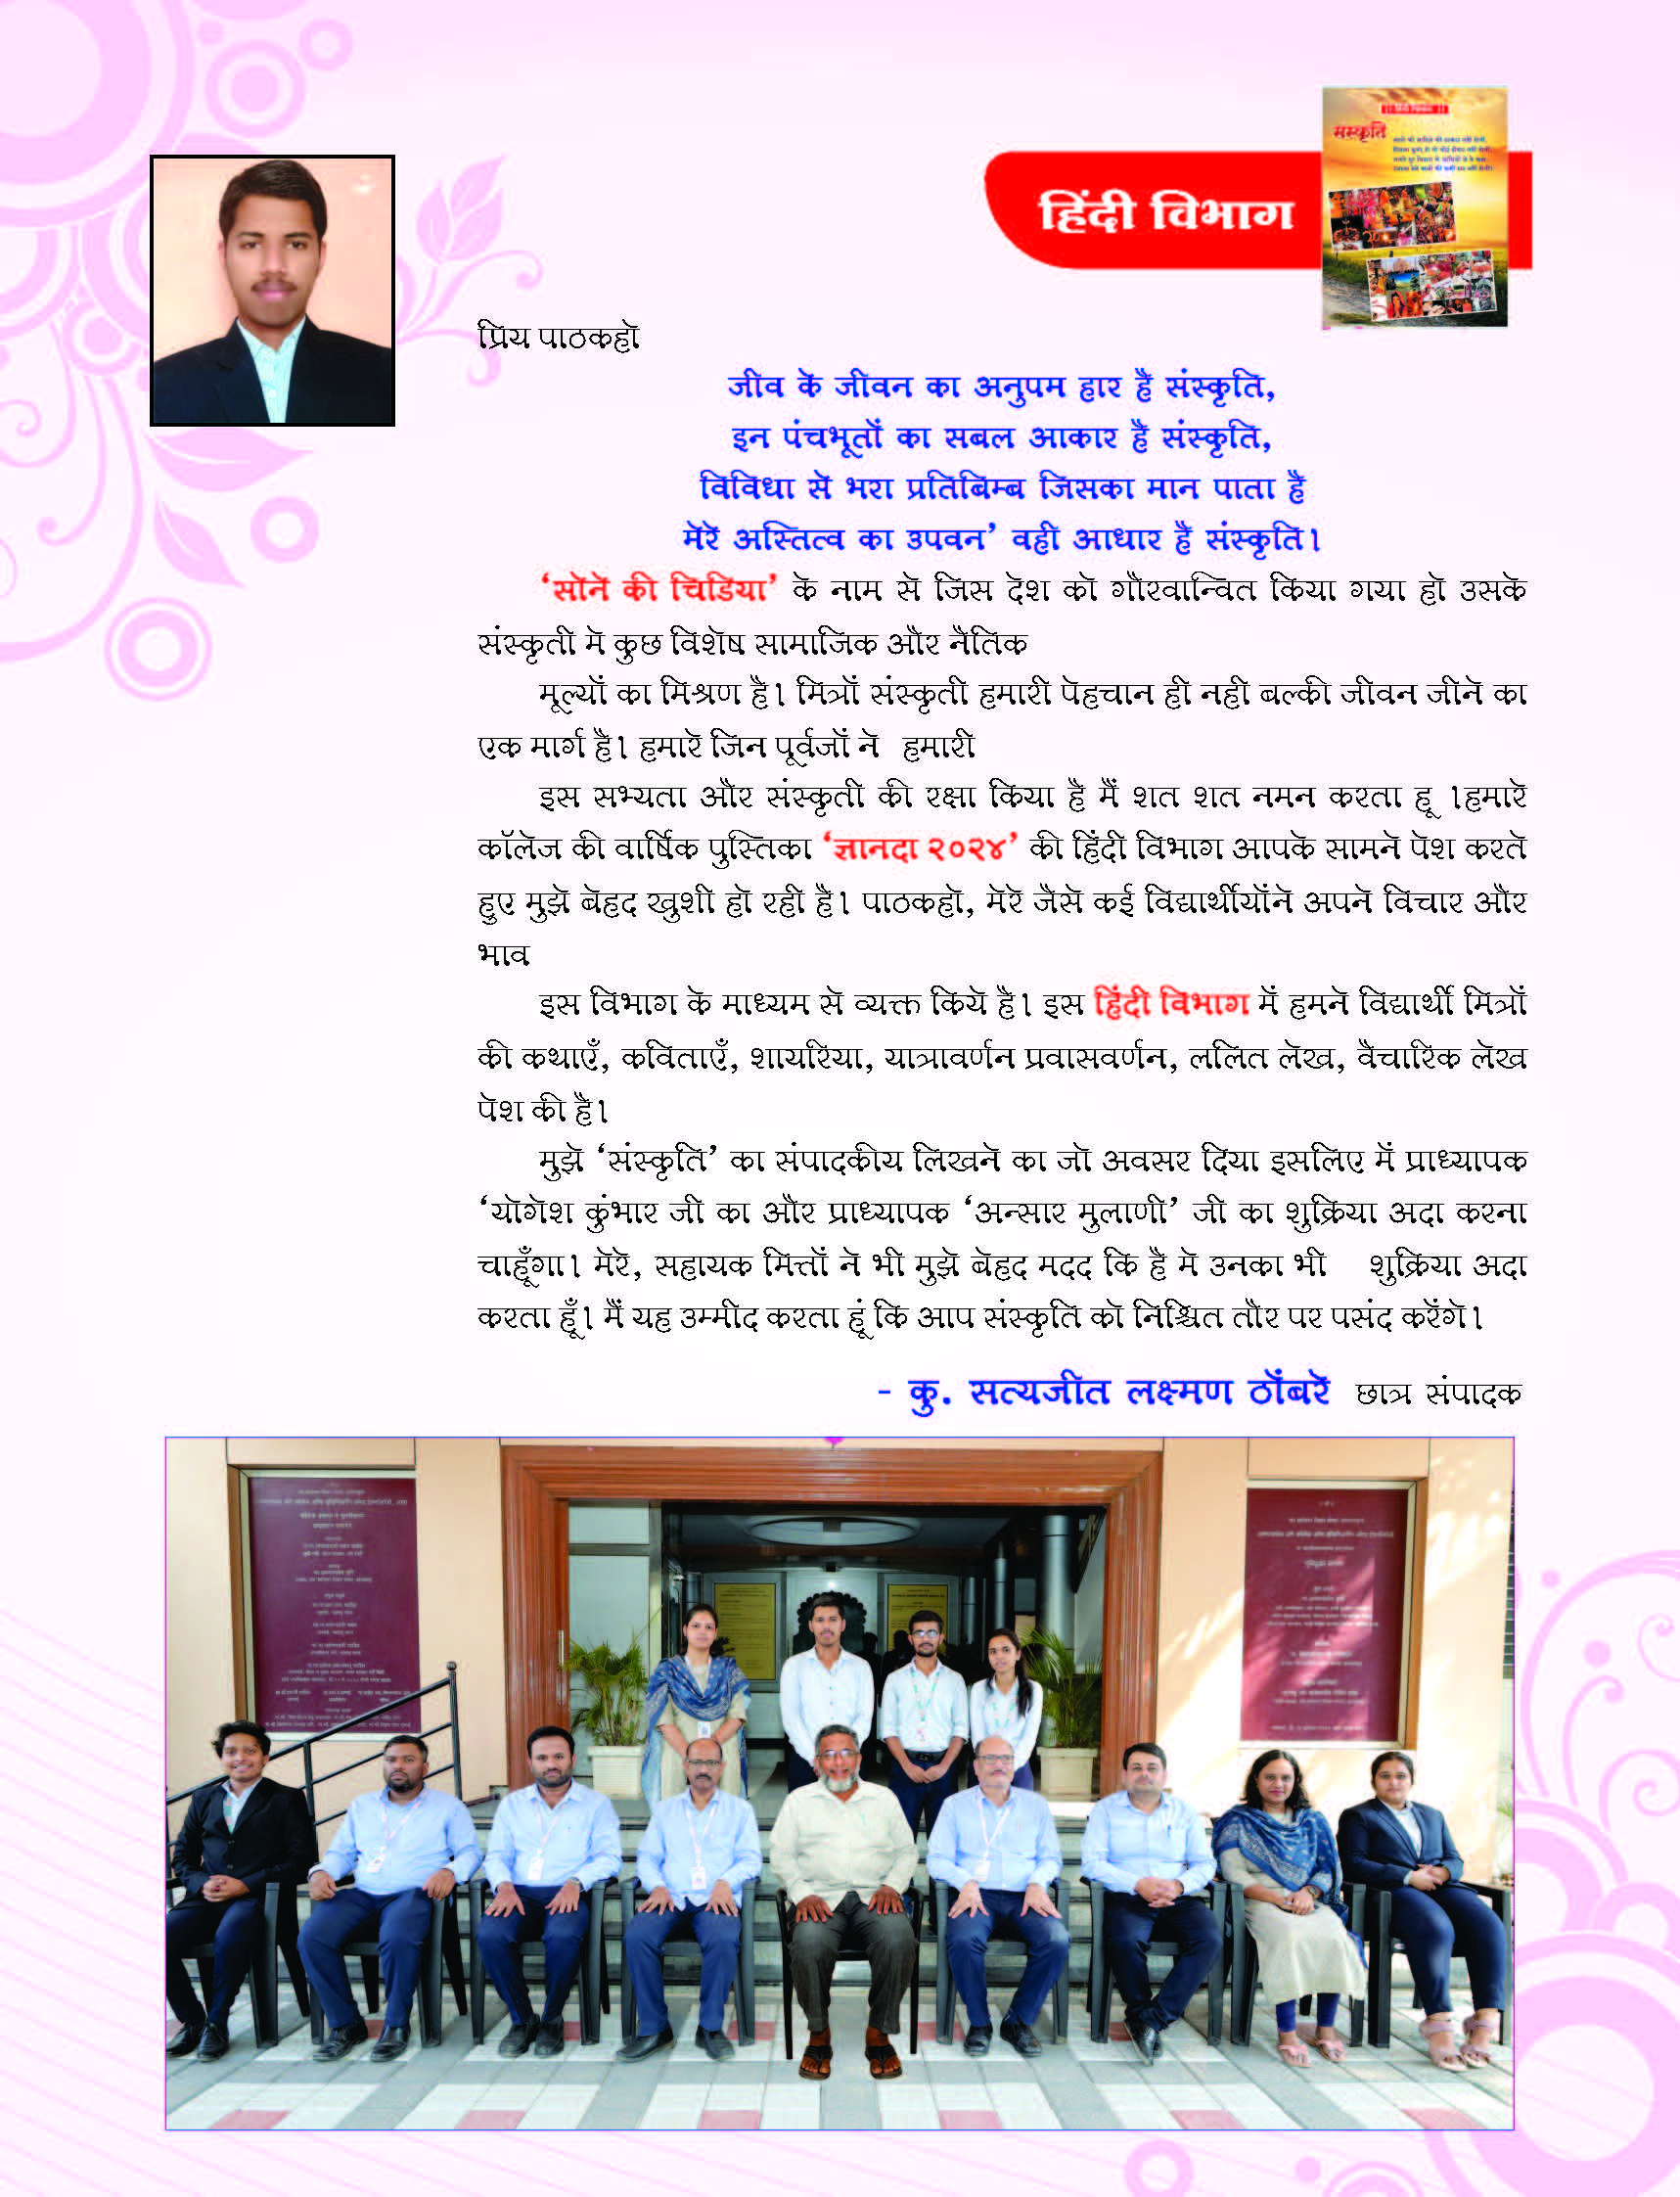 हिंदी विभाग
संस्कृति
प्रिय पाठकहो
जीव के जीवन का अनुपम हार है संस्कृति,
इन पंचभूतों का सबल आकार है संस्कृति,
विविधा से भरा प्रतिबिम्ब जिसका मान पाता है
मेरे अस्तित्व का उपवन’ वही आधार है संस्कृति।
‘सोने की चिडिया’ के नाम से जिस देश को गौरवान्वित किया गया हो उसके
संस्कृती मे कुछ विशेष सामाजिक और नैतिक
मूल्यों का मिश्रण है। मित्रों संस्कृती हमारी पेहचान ही नही बल्की जीवन जीने का
एक मार्ग है। हमारे जिन पूर्वजों ने हमारी
इस सभ्यता और संस्कृती की रक्षा किया है मैं शत शत नमन करता हू ।हमारे
कॉलेज की वार्षिक पुस्तिका ‘ज्ञानदा २०२४’ की हिंदी विभाग आपके सामने पेश करते
हुए मुझे बेहद खुशी हो रही है। पाठकहो, मेरे जैसे कई विद्यार्थीयोंने अपने विचार और
भाव
इस विभाग के माध्यम से व्यक्त किये है। इस हिंदी विभाग में हमने विद्यार्थी मित्रों
की कथाएँ, कविताएँ, शायरिया, यात्रावर्णन प्रवासवर्णन, ललित लेख, वैचारिक लेख
पेश की है।
मुझे ‘संस्कृति’ का संपादकीय लिखने का जो अवसर दिया इसलिए में प्राध्यापक
‘योगेश कुंभार जी का और प्राध्यापक ‘अन्सार मुलाणी’ जी का शुक्रिया अदा करना
चाहूँगा। मेरे, सहायक मित्तों ने भी मुझे बेहद मदद कि है मे उनका भी शुक्रिया अदा
करता हूँ। मैं यह उम्मीद करता हूं कि आप संस्कृति को निश्चित तौर पर पसंद करेंगे।
- कु. सत्यजीत लक्ष्मण ठोंबरे छात्र संपादक